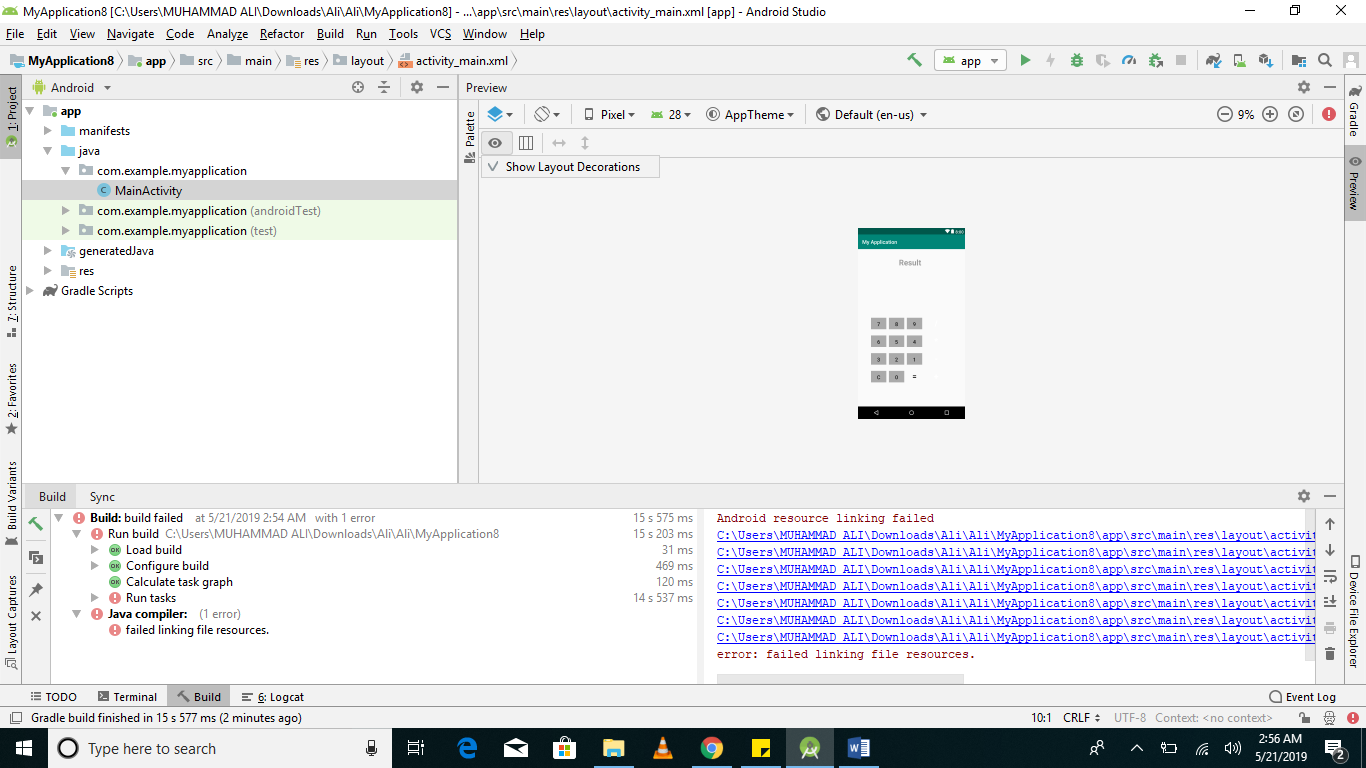 MyApplication8 [C:\Users\MUHAMMAD ALI\Downloads\Ali\Ali\MyApplication8] - ...\app\src\main\res\layout\activity_main.xml [app] - Android Studio
File Edit View Navigate Code Analyze Refactor Build Run Tools VCS Window Help
MyApplication8 app src main res layout activity_main.xml app
1: Project
7: Structure
2: Favorites
Build Variants
Layout Captures
Android
app
manifests
java
com.example.myapplication
C MainActivity
com.example.myapplication (androidTest)
com.example.myapplication (test)
generatedJava
res
Gradle Scripts
Preview
Palette
Pixel 28 AppTheme Default (en-us) 9%
Show Layout Decorations
8:00
My Application
Result
7 8 9
6 5 4
3 2 1
C 0 =
Gradle
Preview
Device File Explorer
Build Sync
Build: build failed at 5/21/2019 2:54 AM with 1 error 15 s 575 ms
Run build C:\Users\MUHAMMAD ALI\Downloads\Ali\Ali\MyApplication8 15 s 203 ms
OK Load build 31 ms
OK Configure build 469 ms
OK Calculate task graph 120 ms
Run tasks 14 s 537 ms
Java compiler: (1 error)
failed linking file resources.
Android resource linking failed
C:\Users\MUHAMMAD ALI\Downloads\Ali\Ali\MyApplication8\app\src\main\res\layout\activit
C:\Users\MUHAMMAD ALI\Downloads\Ali\Ali\MyApplication8\app\src\main\res\layout\activit
C:\Users\MUHAMMAD ALI\Downloads\Ali\Ali\MyApplication8\app\src\main\res\layout\activit
C:\Users\MUHAMMAD ALI\Downloads\Ali\Ali\MyApplication8\app\src\main\res\layout\activit
C:\Users\MUHAMMAD ALI\Downloads\Ali\Ali\MyApplication8\app\src\main\res\layout\activit
C:\Users\MUHAMMAD ALI\Downloads\Ali\Ali\MyApplication8\app\src\main\res\layout\activit
C:\Users\MUHAMMAD ALI\Downloads\Ali\Ali\MyApplication8\app\src\main\res\layout\activit
error: failed linking file resources.
TODO Terminal Build 6: Logcat Event Log
Gradle build finished in 15 s 577 ms (2 minutes ago) 10:1 CRLF UTF-8 Context: <no context>
Type here to search
2:56 AM
5/21/2019
2